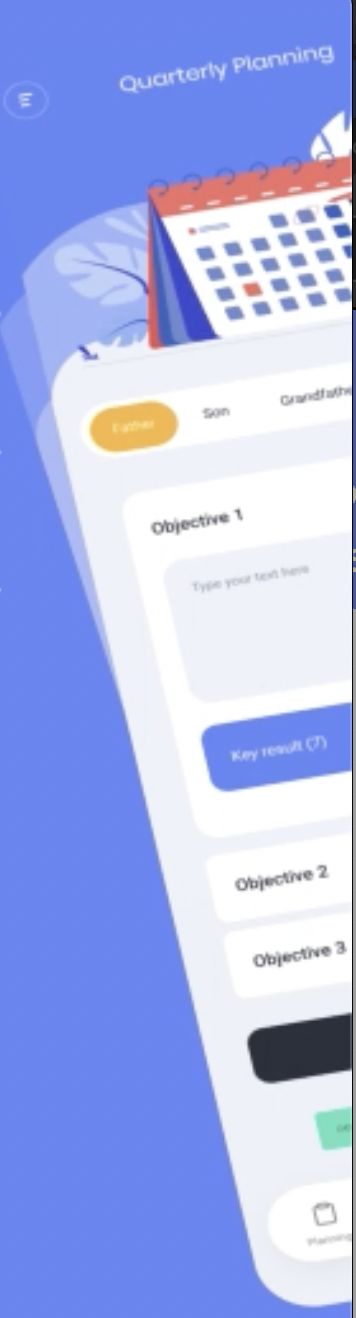 Quarterly Planning
Father
Son
Grandfathe
Objective 1
Type your text here
Key result (7)
Objective 2
Objective 3
Planning